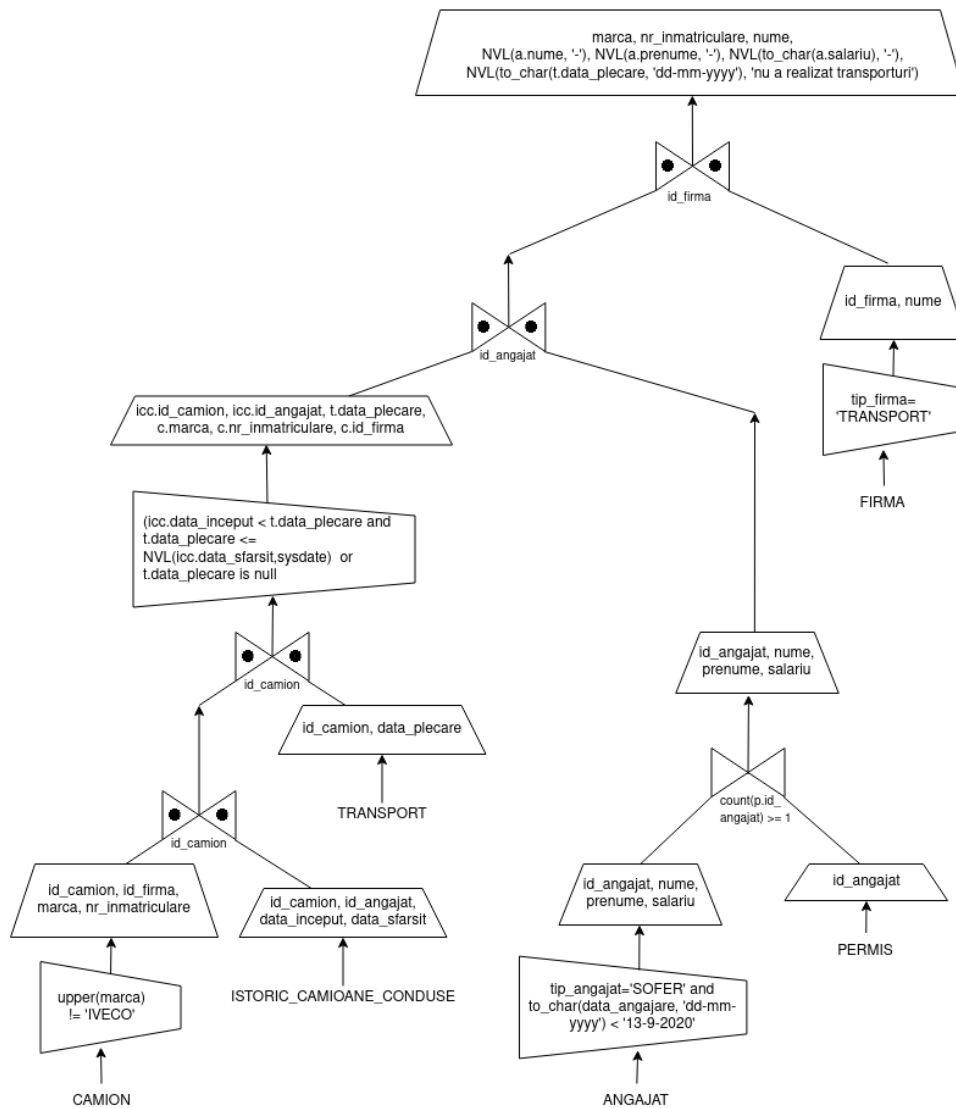 marca, nr_inmatriculare, nume,
NVL(a.nume, '-'), NVL(a.prenume, '-'), NVL(to_char(a.salariu), '-'),
NVL(to_char(t.data_plecare, 'dd-mm-yyyy'), 'nu a realizat transporturi')
id_firma
id_firma, nume
tip_firma=
'TRANSPORT'
FIRMA
id_angajat
icc.id_camion, icc.id_angajat, t.data_plecare,
c.marca, c.nr_inmatriculare, c.id_firma
(icc.data_inceput < t.data_plecare and
t.data_plecare <=
NVL(icc.data_sfarsit,sysdate) or
t.data_plecare is null
id_camion
id_camion, data_plecare
TRANSPORT
id_camion
id_camion, id_firma,
marca, nr_inmatriculare
upper(marca)
!= 'IVECO'
CAMION
id_camion, id_angajat,
data_inceput, data_sfarsit
ISTORIC_CAMIOANE_CONDUSE
id_angajat, nume,
prenume, salariu
count(p.id_
angajat) >= 1
id_angajat, nume,
prenume, salariu
tip_angajat='SOFER' and
to_char(data_angajare, 'dd-mm-
yyyy') < '13-9-2020'
ANGAJAT
id_angajat
PERMIS